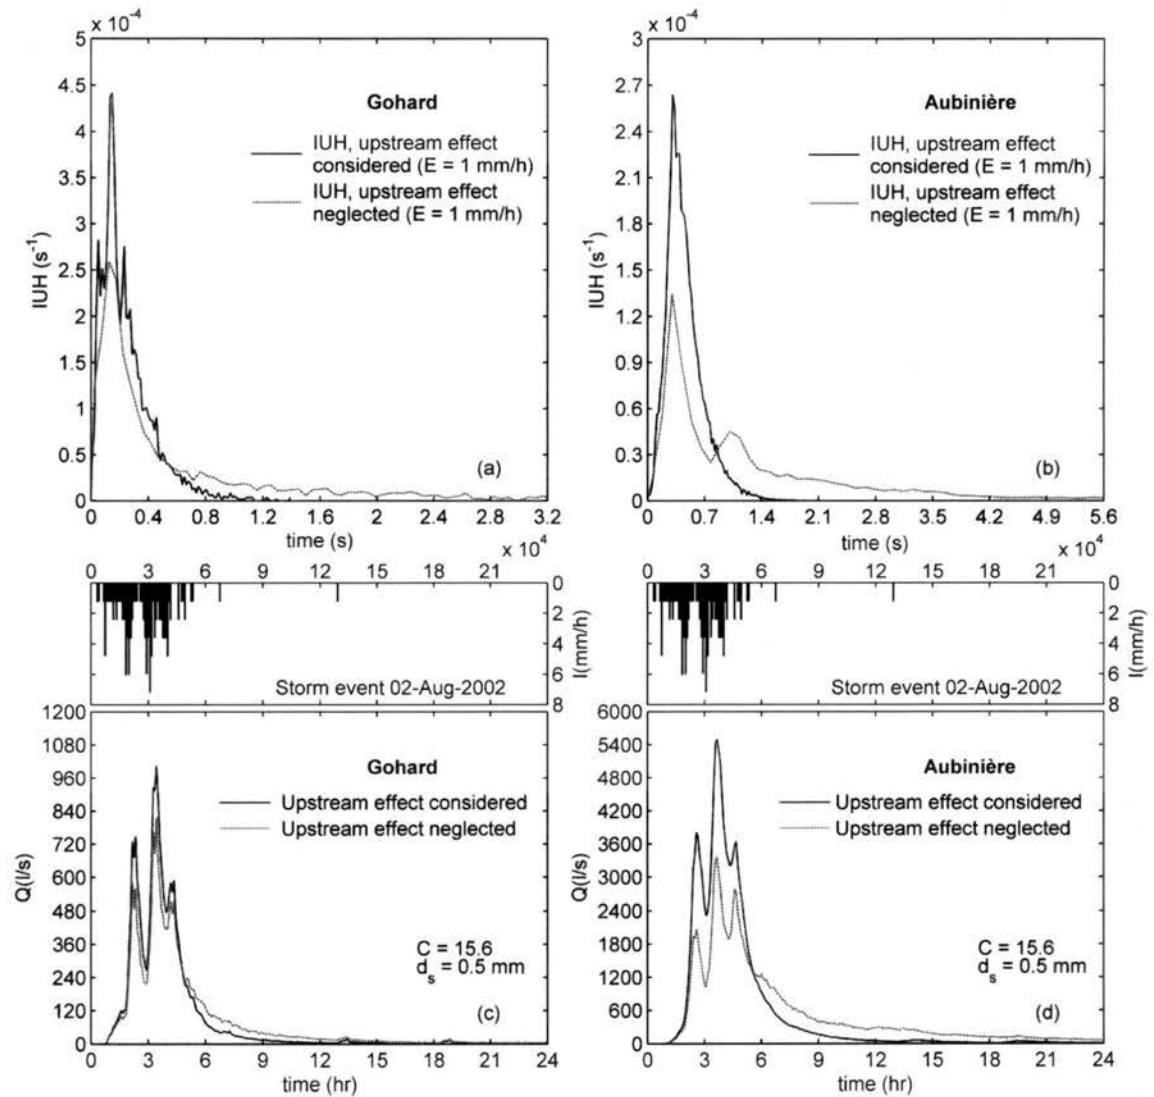 x 10⁻⁴
5
4.5
4
3.5
3
2.5
2
1.5
1
0.5
0
IUH (s⁻¹)
Gohard
IUH, upstream effect
considered (E = 1 mm/h)
IUH, upstream effect
neglected (E = 1 mm/h)
(a)
0 0.4 0.8 1.2 1.6 2 2.4 2.8 3.2
time (s)
x 10⁴
x 10⁻⁴
3
2.7
2.4
2.1
1.8
1.5
1.2
0.9
0.6
0.3
0
IUH (s⁻¹)
Aubinière
IUH, upstream effect
considered (E = 1 mm/h)
IUH, upstream effect
neglected (E = 1 mm/h)
(b)
0 0.7 1.4 2.1 2.8 3.5 4.2 4.9 5.6
time (s)
x 10⁴
0 3 6 9 12 15 18 21
0
2
4
6
8
I(mm/h)
Storm event 02-Aug-2002
0 3 6 9 12 15 18 21
0
2
4
6
8
I(mm/h)
Storm event 02-Aug-2002
1200
1080
960
840
720
600
480
360
240
120
0
Q(l/s)
Gohard
Upstream effect considered
Upstream effect neglected
C = 15.6
dₛ = 0.5 mm
(c)
0 3 6 9 12 15 18 21 24
time (hr)
6000
5400
4800
4200
3600
3000
2400
1800
1200
600
0
Q(l/s)
Aubinière
Upstream effect considered
Upstream effect neglected
C = 15.6
dₛ = 0.5 mm
(d)
0 3 6 9 12 15 18 21 24
time (hr)